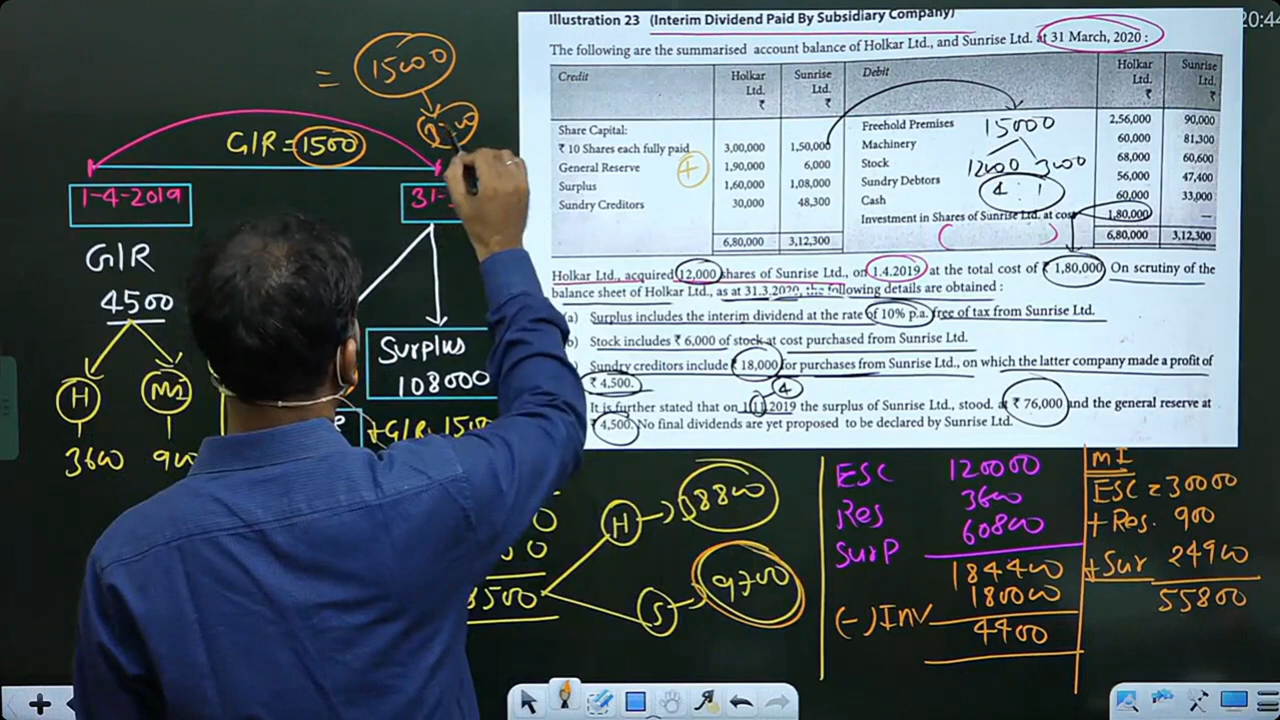 Illustration 23 (Interim Dividend Paid By Subsidiary Company)
20:44
The following are the summarised account balance of Holkar Ltd., and Sunrise Ltd. at 31 March, 2020 :
Credit Holkar Ltd. ₹ Sunrise Ltd. ₹ Debit Holkar Ltd. ₹ Sunrise Ltd. ₹
Share Capital: Freehold Premises 2,56,000 90,000
₹ 10 Shares each fully paid 3,00,000 1,50,000 Machinery 60,000 81,300
General Reserve 1,90,000 6,000 Stock 68,000 60,600
Surplus 1,60,000 1,08,000 Sundry Debtors 56,000 47,400
Sundry Creditors 30,000 48,300 Cash 60,000 33,000
Investment in Shares of Sunrise Ltd. at cost 1,80,000 —
6,80,000 3,12,300 6,80,000 3,12,300
15000
12000 3000
4 : 1
+
Holkar Ltd., acquired 12,000 shares of Sunrise Ltd., on 1.4.2019 at the total cost of ₹ 1,80,000 On scrutiny of the
balance sheet of Holkar Ltd., as at 31.3.2020, the following details are obtained :
(a) Surplus includes the interim dividend at the rate of 10% p.a. free of tax from Sunrise Ltd.
Stock includes ₹ 6,000 of stock at cost purchased from Sunrise Ltd.
Sundry creditors include ₹ 18,000 for purchases from Sunrise Ltd., on which the latter company made a profit of
₹ 4,500.
4
It is further stated that on 2019 the surplus of Sunrise Ltd., stood. at ₹ 76,000 and the general reserve at
₹ 4,500. No final dividends are yet proposed to be declared by Sunrise Ltd.
= 15000
G/R = 1500
1-4-2019
31-
G/R
4500
H
MI
3600 900
Surplus
108000
+G/R 1500
8500
H → 38800
S → 9700
ESC 120000
Res 3600
SurP 60800
184400
(-) Inv 180000
4400
MI
ESC = 30000
+ Res. 900
+ Sur 24900
55800